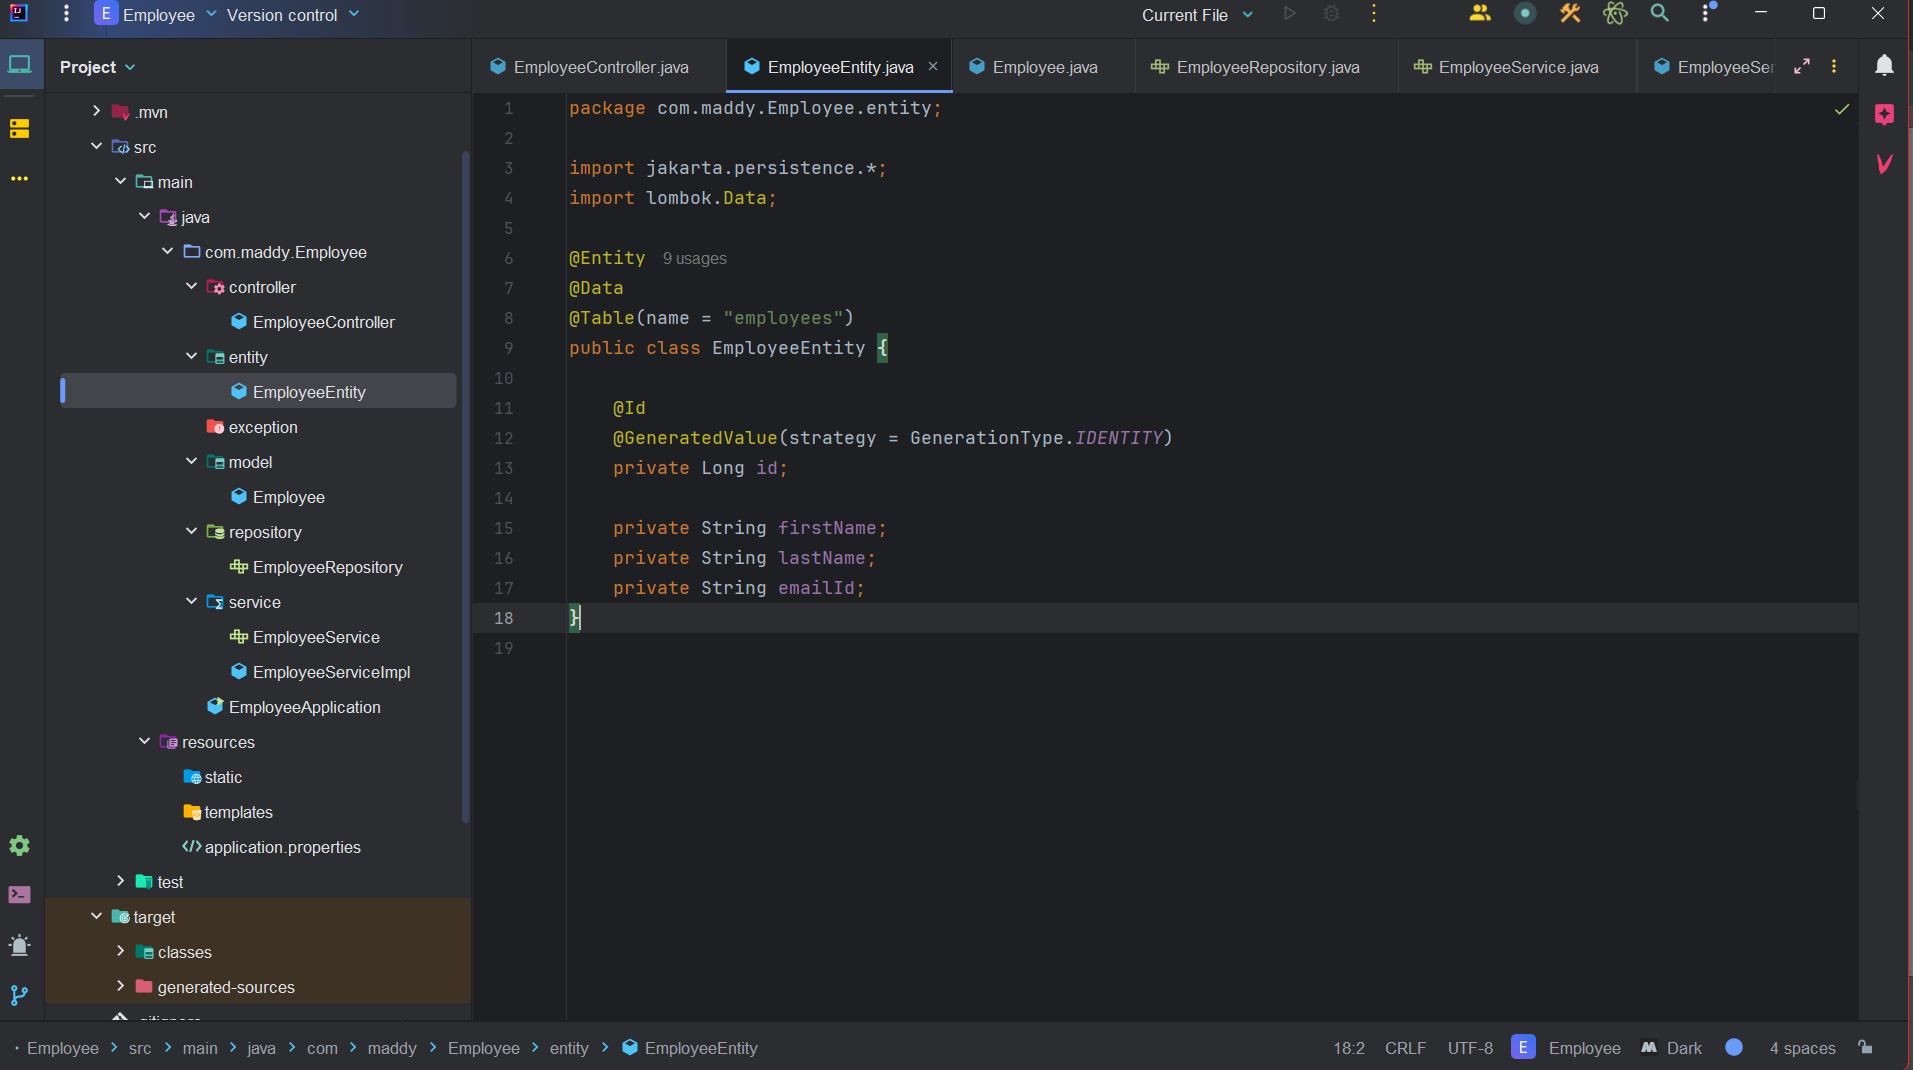 E Employee Version control Current File
Project
EmployeeController.java EmployeeEntity.java Employee.java EmployeeRepository.java EmployeeService.java EmployeeSer
.mvn
src
main
java
com.maddy.Employee
controller
EmployeeController
entity
EmployeeEntity
exception
model
Employee
repository
EmployeeRepository
service
EmployeeService
EmployeeServiceImpl
EmployeeApplication
resources
static
templates
application.properties
test
target
classes
generated-sources
.gitignore
1 package com.maddy.Employee.entity;
2
3 import jakarta.persistence.*;
4 import lombok.Data;
5
6 @Entity 9 usages
7 @Data
8 @Table(name = "employees")
9 public class EmployeeEntity {
10
11 @Id
12 @GeneratedValue(strategy = GenerationType.IDENTITY)
13 private Long id;
14
15 private String firstName;
16 private String lastName;
17 private String emailId;
18 }
19
Employee > src > main > java > com > maddy > Employee > entity > EmployeeEntity 18:2 CRLF UTF-8 E Employee Dark 4 spaces